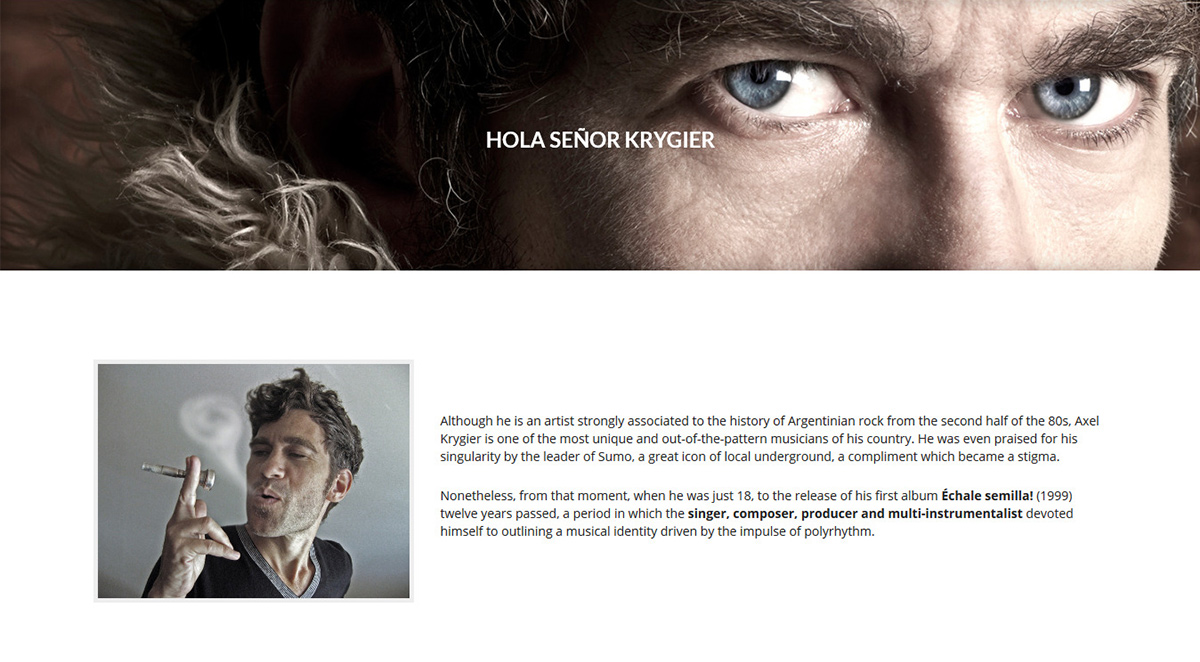 HOLA SEÑOR KRYGIER
Although he is an artist strongly associated to the history of Argentinian rock from the second half of the 80s, Axel
Krygier is one of the most unique and out-of-the-pattern musicians of his country. He was even praised for his
singularity by the leader of Sumo, a great icon of local underground, a compliment which became a stigma.
Nonetheless, from that moment, when he was just 18, to the release of his first album Échale semilla! (1999)
twelve years passed, a period in which the singer, composer, producer and multi-instrumentalist devoted
himself to outlining a musical identity driven by the impulse of polyrhythm.